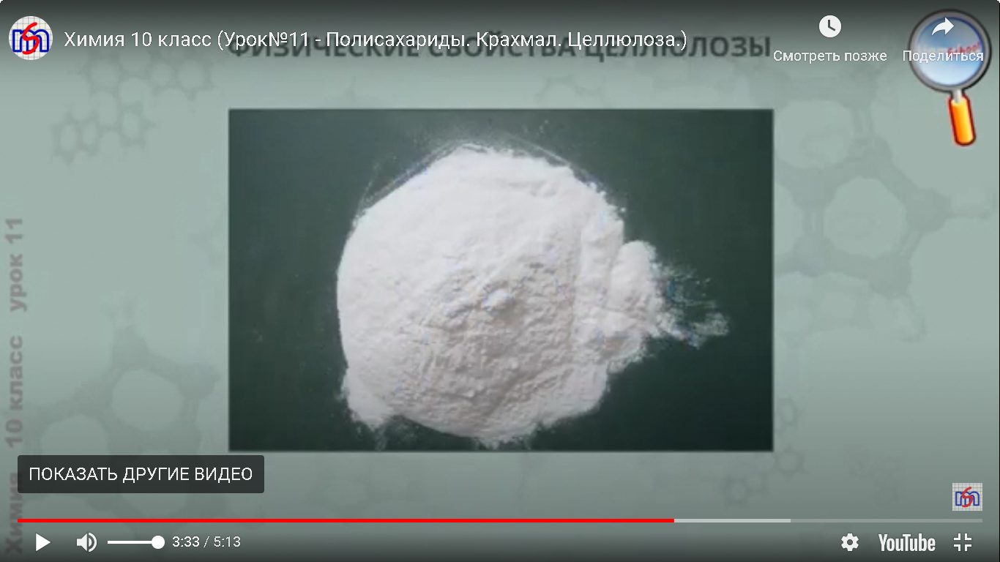 Химия 10 класс (Урок№11 - Полисахариды. Крахмал. Целлюлоза.)
ФИЗИЧЕСКИЕ СВОЙСТВА ЦЕЛЛЮЛОЗЫ
Смотреть позже
Поделиться
Химия 10 класс урок 11
ПОКАЗАТЬ ДРУГИЕ ВИДЕО
3:33 / 5:13
YouTube